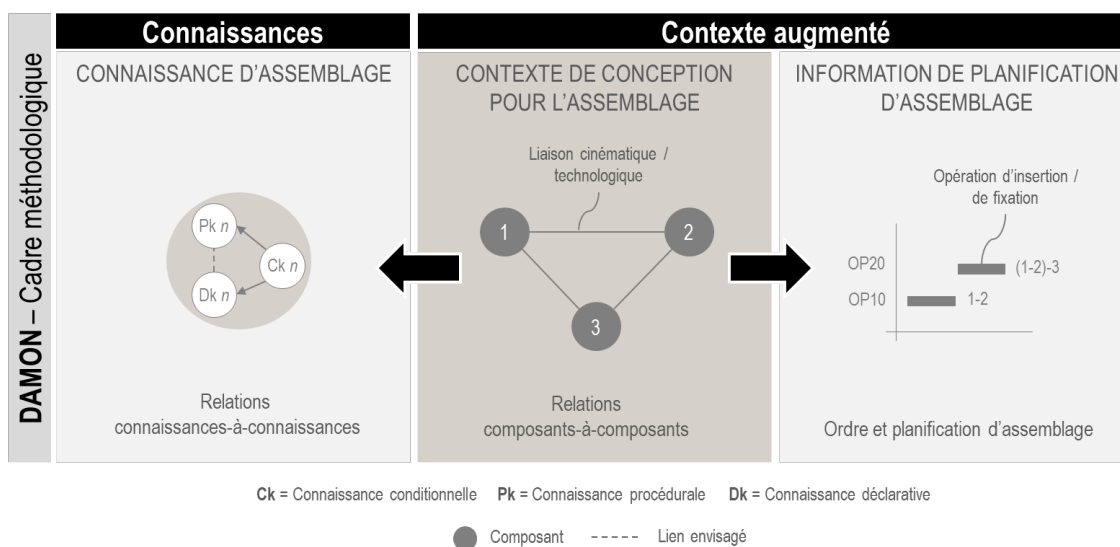 DAMON – Cadre méthodologique
Connaissances
CONNAISSANCE D'ASSEMBLAGE
Pk n
Ck n
Dk n
Relations
connaissances-à-connaissances
Contexte augmenté
CONTEXTE DE CONCEPTION
POUR L'ASSEMBLAGE
Liaison cinématique /
technologique
1
2
3
Relations
composants-à-composants
INFORMATION DE PLANIFICATION
D'ASSEMBLAGE
Opération d'insertion /
de fixation
OP20
(1-2)-3
OP10
1-2
Ordre et planification d'assemblage
Ck = Connaissance conditionnelle Pk = Connaissance procédurale Dk = Connaissance déclarative
Composant Lien envisagé